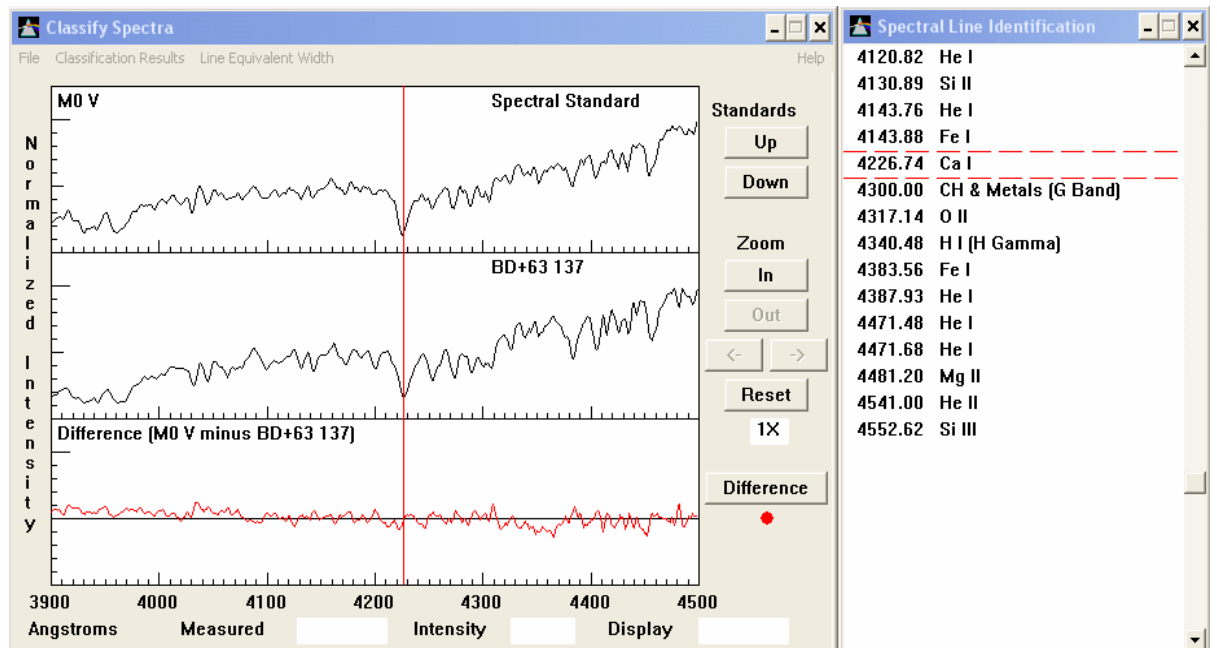 Classify Spectra
File Classification Results Line Equivalent Width Help
M0 V Spectral Standard
BD+63 137
Difference (M0 V minus BD+63 137)
Normalized Intensity
3900 4000 4100 4200 4300 4400 4500
Angstroms Measured Intensity Display
Standards
Up
Down
Zoom
In
Out
<- ->
Reset
1X
Difference
Spectral Line Identification
4120.82 He I
4130.89 Si II
4143.76 He I
4143.88 Fe I
4226.74 Ca I
4300.00 CH & Metals (G Band)
4317.14 O II
4340.48 H I (H Gamma)
4383.56 Fe I
4387.93 He I
4471.48 He I
4471.68 He I
4481.20 Mg II
4541.00 He II
4552.62 Si III